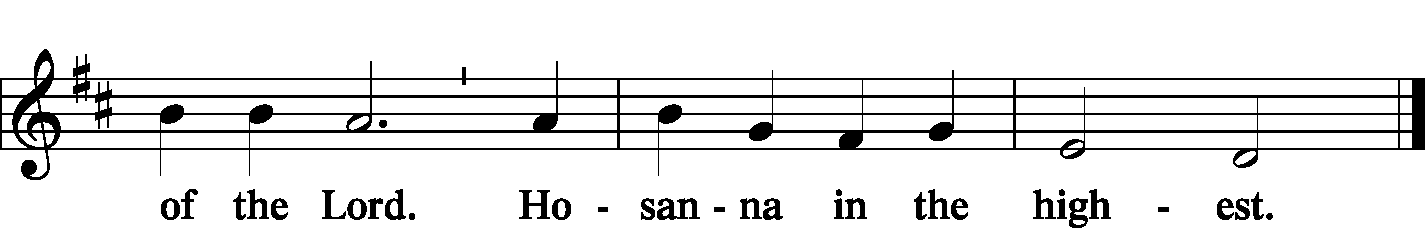 of the Lord. Ho - san - na in the high - est.